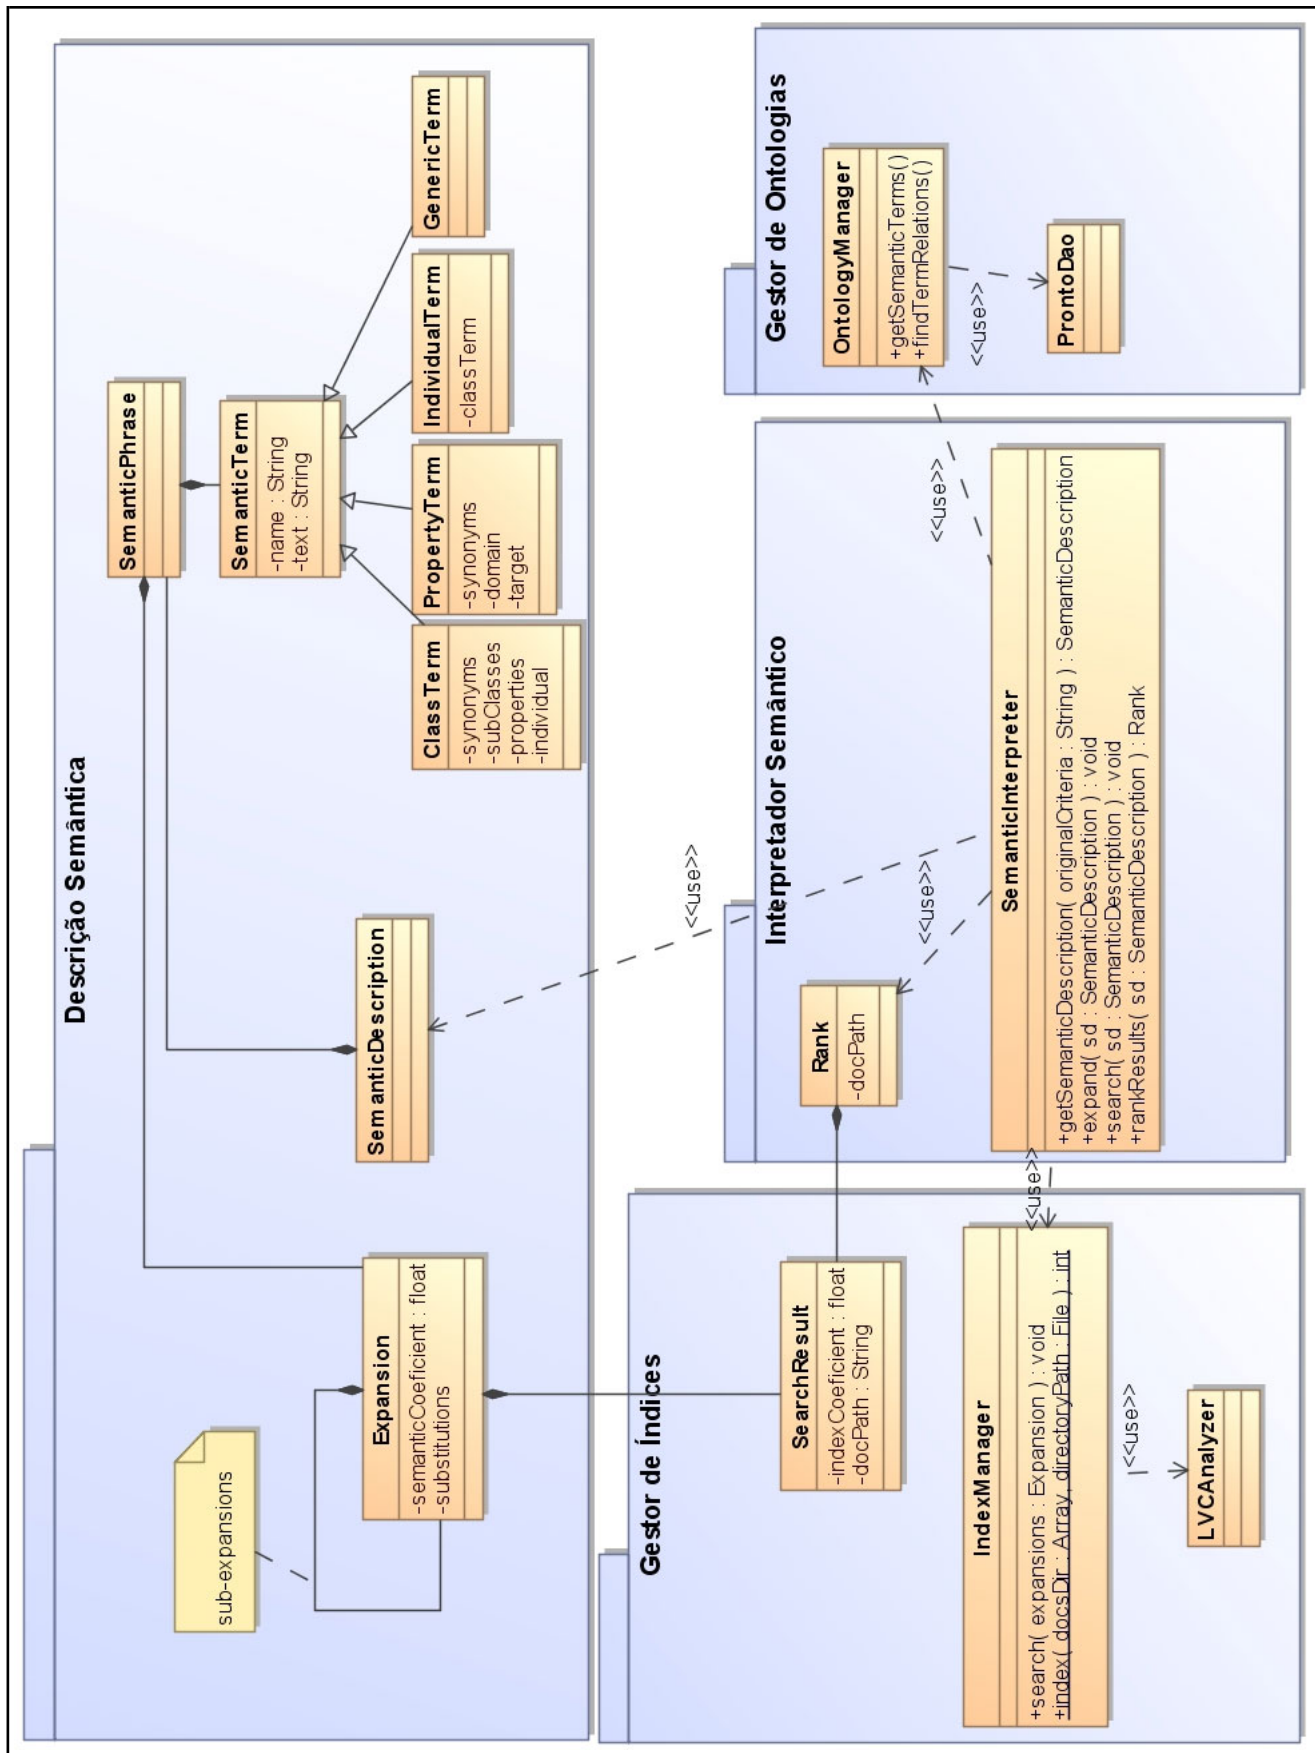 Descrição Semântica
sub-expansions
Expansion
-semanticCoeficient : float
-substitutions
SemanticDescription
SemanticPhrase
SemanticTerm
-name : String
-text : String
ClassTerm
-synonyms
-subClasses
-properties
-individual
PropertyTerm
-synonyms
-domain
-target
IndividualTerm
-classTerm
GenericTerm
<<use>>
Gestor de Índices
SearchResult
-indexCoeficient : float
-docPath : String
IndexManager
+search( expansions : Expansion ) : void
+index( docsDir : Array, directoryPath : File ) : int
<<use>>
LVCAnalyzer
<<use>>
Interpretador Semântico
Rank
-docPath
<<use>>
SemanticInterpreter
+getSemanticDescription( originalCriteria : String ) : SemanticDescription
+expand( sd : SemanticDescription ) : void
+search( sd : SemanticDescription ) : void
+rankResults( sd : SemanticDescription ) : Rank
<<use>>
Gestor de Ontologias
OntologyManager
+getSemanticTerms()
+findTermRelations()
<<use>>
ProntoDao